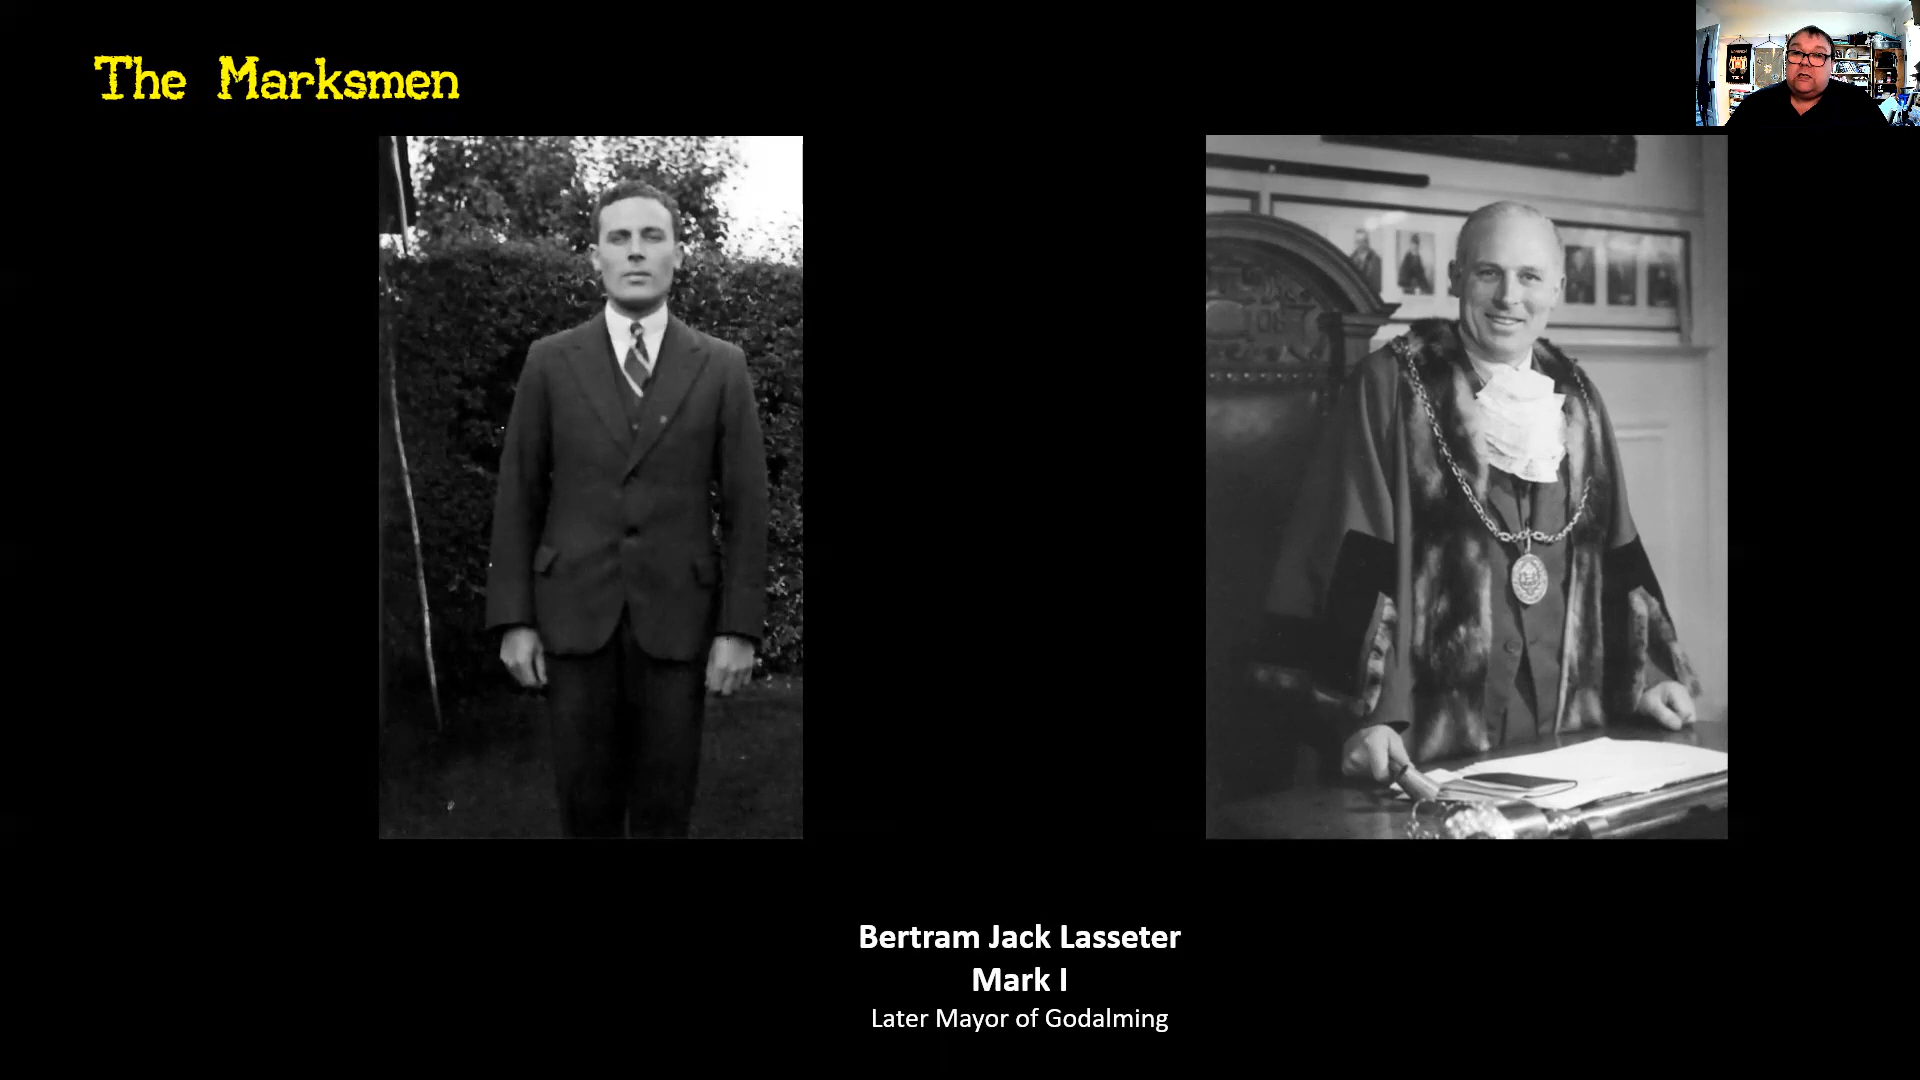 The Marksmen
Bertram Jack Lasseter
Mark I
Later Mayor of Godalming